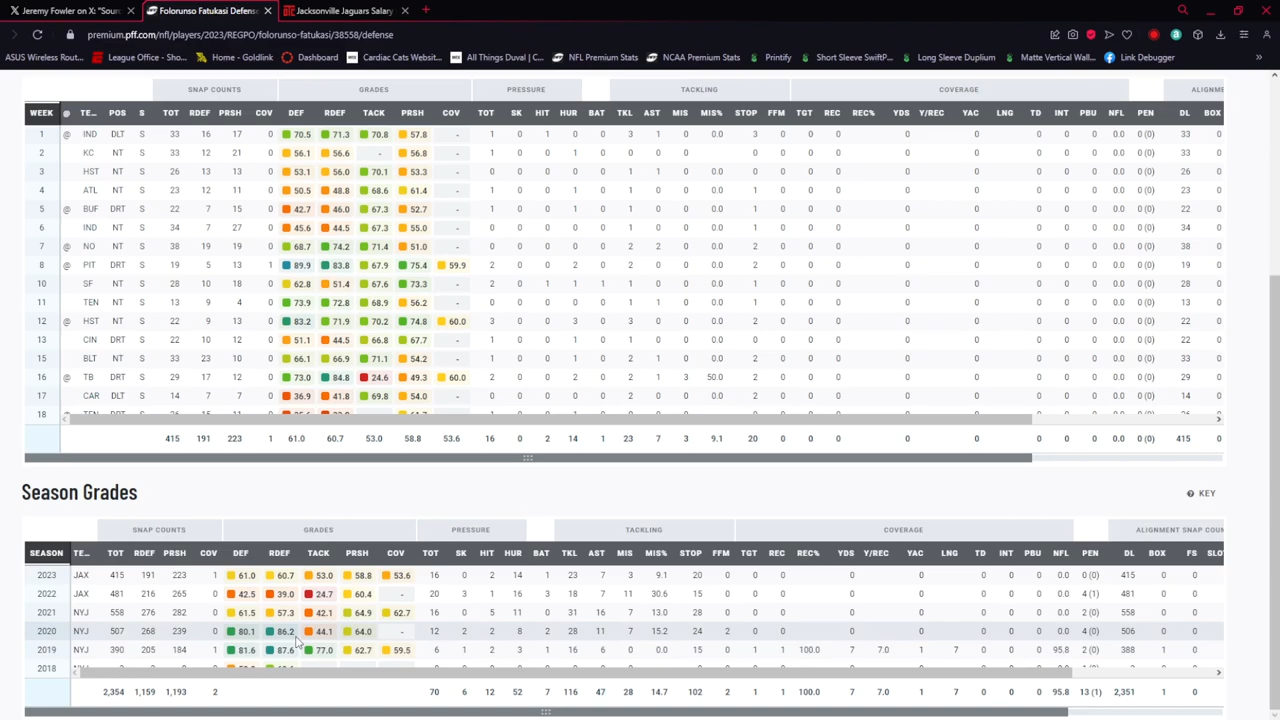 Jeremy Fowler on X: "Sourc
Folorunso Fatukasi Defense
Jacksonville Jaguars Salary
premium.pff.com/nfl/players/2023/REGPO/folorunso-fatukasi/38558/defense
ASUS Wireless Rout... League Office - Sho... Home - Goldlink Dashboard Cardiac Cats Websit... All Things Duval |... NFL Premium Stats NCAA Premium Stats Printify Short Sleeve SwiftP... Long Sleeve Duplium Matte Vertical Wall... Link Debugger »
SNAP COUNTS GRADES PRESSURE TACKLING COVERAGE ALIGNME
WEEK @ TE... POS S TOT RDEF PRSH COV DEF RDEF TACK PRSH COV TOT SK HIT HUR BAT TKL AST MIS MIS% STOP FFM TGT REC REC% YDS Y/REC YAC LNG TD INT PBU NFL PEN DL BOX
1 @ IND DLT S 33 16 17 0 70.5 71.3 70.8 57.8 - 1 0 0 1 0 3 1 0 0.0 3 0 0 0 0 0 0 0 0 0 0.0 0 (0) 33 0
2 KC NT S 33 12 21 0 56.1 56.6 - 56.8 - 1 0 0 1 0 0 0 0 0 0 0 0 0 0 0 0 0 0 0.0 0 (0) 33 0
3 HST NT S 26 13 13 0 53.1 56.0 70.1 53.3 - 0 0 0 0 0 1 1 0 0.0 1 0 0 0 0 0 0 0 0 0 0.0 0 (0) 26 0
4 ATL NT S 23 12 11 0 50.5 48.8 68.6 61.4 - 1 0 0 1 0 1 1 0 0.0 1 0 0 0 0 0 0 0 0 0 0.0 0 (0) 23 0
5 @ BUF DRT S 22 7 15 0 42.7 46.0 67.3 52.7 - 1 0 0 1 0 1 0 0 0.0 0 0 0 0 0 0 0 0 0 0 0.0 0 (0) 22 0
6 IND NT S 34 7 27 0 45.6 44.5 67.3 55.0 - 0 0 0 0 0 1 0 0 0.0 1 0 0 0 0 0 0 0 0 0 0.0 0 (0) 34 0
7 @ NO NT S 38 19 19 0 68.7 74.2 71.4 51.0 - 0 0 0 0 0 2 2 0 0.0 2 0 0 0 0 0 0 0 0 0 0.0 0 (0) 38 0
8 @ PIT DRT S 19 5 13 1 89.9 83.8 67.9 75.4 59.9 2 0 0 2 1 2 0 0 0.0 2 0 0 0 0 0 0 0 0 0 0.0 0 (0) 19 0
10 SF NT S 28 10 18 0 62.8 51.4 67.6 73.3 - 2 0 1 1 0 1 0 0 0.0 1 0 0 0 0 0 0 0 0 0 0.0 0 (0) 28 0
11 TEN NT S 13 9 4 0 73.9 72.8 68.9 56.2 - 0 0 0 0 0 1 1 0 0.0 1 0 0 0 0 0 0 0 0 0 0.0 0 (0) 13 0
12 @ HST NT S 22 9 13 0 83.2 71.9 70.2 74.8 60.0 3 0 1 3 0 3 0 0 0.0 2 0 0 0 0 0 0 0 0 0 0.0 0 (0) 22 0
13 CIN DRT S 22 10 12 0 51.1 44.5 66.8 67.7 - 2 0 0 2 0 1 0 0 0.0 1 0 0 0 0 0 0 0 0 0 0.0 0 (0) 22 0
15 BLT NT S 33 23 10 0 66.1 66.9 71.1 54.2 - 0 0 0 0 0 2 1 0 0.0 2 0 0 0 0 0 0 0 0 0 0.0 0 (0) 33 0
16 @ TB DRT S 29 17 12 0 73.0 84.8 24.6 49.3 60.0 2 0 0 2 0 2 1 3 50.0 2 0 0 0 0 0 0 0 0 0 0.0 0 (0) 29 0
17 CAR DLT S 14 7 7 0 36.9 41.8 69.8 54.0 - 0 0 0 0 0 2 0 0 0.0 0 0 0 0 0 0 0 0 0 0 0.0 0 (0) 14 0
18
415 191 223 1 61.0 60.7 53.0 58.8 53.6 16 0 2 14 1 23 7 3 9.1 20 0 0 0 0 0 0 0 0 0 0.0 0 (0) 415 0
Season Grades KEY
SNAP COUNTS GRADES PRESSURE TACKLING COVERAGE ALIGNMENT SNAP COUN
SEASON TE... TOT RDEF PRSH COV DEF RDEF TACK PRSH COV TOT SK HIT HUR BAT TKL AST MIS MIS% STOP FFM TGT REC REC% YDS Y/REC YAC LNG TD INT PBU NFL PEN DL BOX FS SLO
2023 JAX 415 191 223 1 61.0 60.7 53.0 58.8 53.6 16 0 2 14 1 23 7 3 9.1 20 0 0 0 0 0 0 0 0 0 0.0 0 (0) 415 0 0
2022 JAX 481 216 265 0 42.5 39.0 24.7 60.4 - 20 3 1 16 3 18 7 11 30.6 15 0 0 0 0 0 0 0 0 0 0.0 4 (1) 481 0 0
2021 NYJ 558 276 282 0 61.5 57.3 42.1 64.9 62.7 16 0 5 11 0 31 16 7 13.0 28 0 0 0 0 0 0 0 0 0 0.0 2 (0) 558 0 0
2020 NYJ 507 268 239 0 80.1 86.2 44.1 64.0 - 12 2 2 8 2 28 11 7 15.2 24 2 0 0 0 0 0 0 0 0 0.0 4 (0) 506 0 0
2019 NYJ 390 205 184 1 81.6 87.6 77.0 62.7 59.5 6 1 2 3 1 16 6 0 0.0 15 0 1 1 100.0 7 7.0 1 7 0 0 0 95.8 2 (0) 388 1 0
2018 NYJ
2,354 1,159 1,193 2 70 6 12 52 7 116 47 28 14.7 102 2 1 1 100.0 7 7.0 1 7 0 0 0 95.8 13 (1) 2,351 1 0